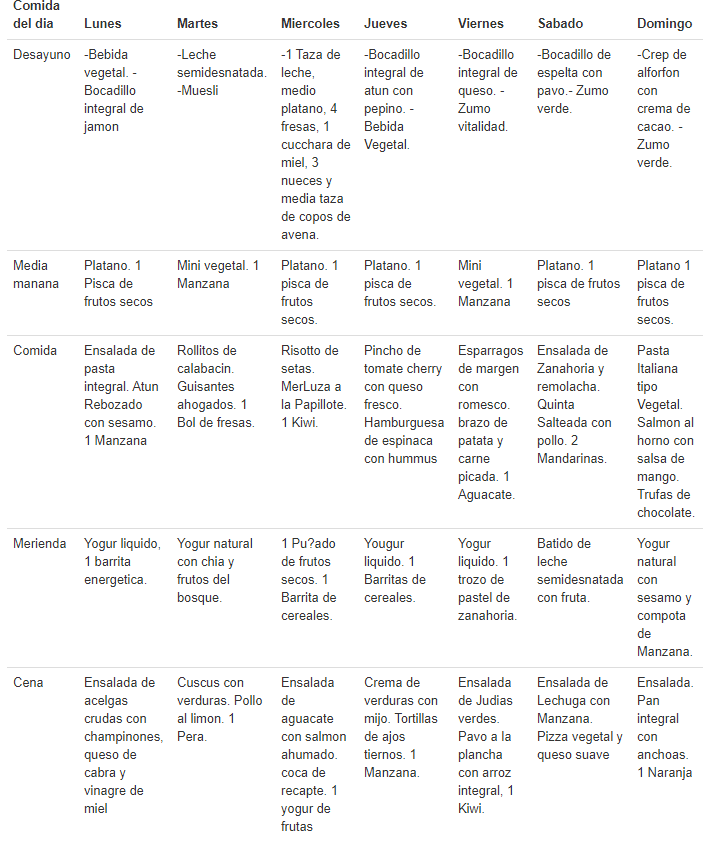 Comida del dia Lunes Martes Miercoles Jueves Viernes Sabado Domingo
Desayuno
-Bebida
vegetal. -
Bocadillo
integral de
jamon
-Leche
semidesnatada.
-Muesli
-1 Taza de
leche,
medio
platano, 4
fresas, 1
cucchara de
miel, 3
nueces y
media taza
de copos de
avena.
-Bocadillo
integral de
atun con
pepino. -
Bebida
Vegetal.
-Bocadillo
integral de
queso. -
Zumo
vitalidad.
-Bocadillo de
espelta con
pavo.- Zumo
verde.
-Crep de
alforfon
con
crema de
cacao. -
Zumo
verde.
Media
manana
Platano. 1
Pisca de
frutos secos
Mini vegetal. 1
Manzana
Platano. 1
pisca de
frutos
secos.
Platano. 1
pisca de
frutos secos.
Mini
vegetal. 1
Manzana
Platano. 1
pisca de frutos
secos
Platano 1
pisca de
frutos
secos.
Comida
Ensalada de
pasta
integral. Atun
Rebozado
con sesamo.
1 Manzana
Rollitos de
calabacin.
Guisantes
ahogados. 1
Bol de fresas.
Risotto de
setas.
MerLuza a
la Papillote.
1 Kiwi.
Pincho de
tomate cherry
con queso
fresco.
Hamburguesa
de espinaca
con hummus
Esparragos
de margen
con
romesco.
brazo de
patata y
carne
picada. 1
Aguacate.
Ensalada de
Zanahoria y
remolacha.
Quinta
Salteada con
pollo. 2
Mandarinas.
Pasta
Italiana
tipo
Vegetal.
Salmon al
horno con
salsa de
mango.
Trufas de
chocolate.
Merienda
Yogur liquido,
1 barrita
energetica.
Yogur natural
con chia y
frutos del
bosque.
1 Pu?ado
de frutos
secos. 1
Barrita de
cereales.
Yougur
liquido. 1
Barritas de
cereales.
Yogur
liquido. 1
trozo de
pastel de
zanahoria.
Batido de
leche
semidesnatada
con fruta.
Yogur
natural
con
sesamo y
compota
de
Manzana.
Cena
Ensalada de
acelgas
crudas con
champinones,
queso de
cabra y
vinagre de
miel
Cuscus con
verduras. Pollo
al limon. 1
Pera.
Ensalada
de
aguacate
con salmon
ahumado.
coca de
recapte. 1
yogur de
frutas
Crema de
verduras con
mijo. Tortillas
de ajos
tiernos. 1
Manzana.
Ensalada
de Judias
verdes.
Pavo a la
plancha
con arroz
integral, 1
Kiwi.
Ensalada de
Lechuga con
Manzana.
Pizza vegetal y
queso suave
Ensalada.
Pan
integral
con
anchoas.
1 Naranja